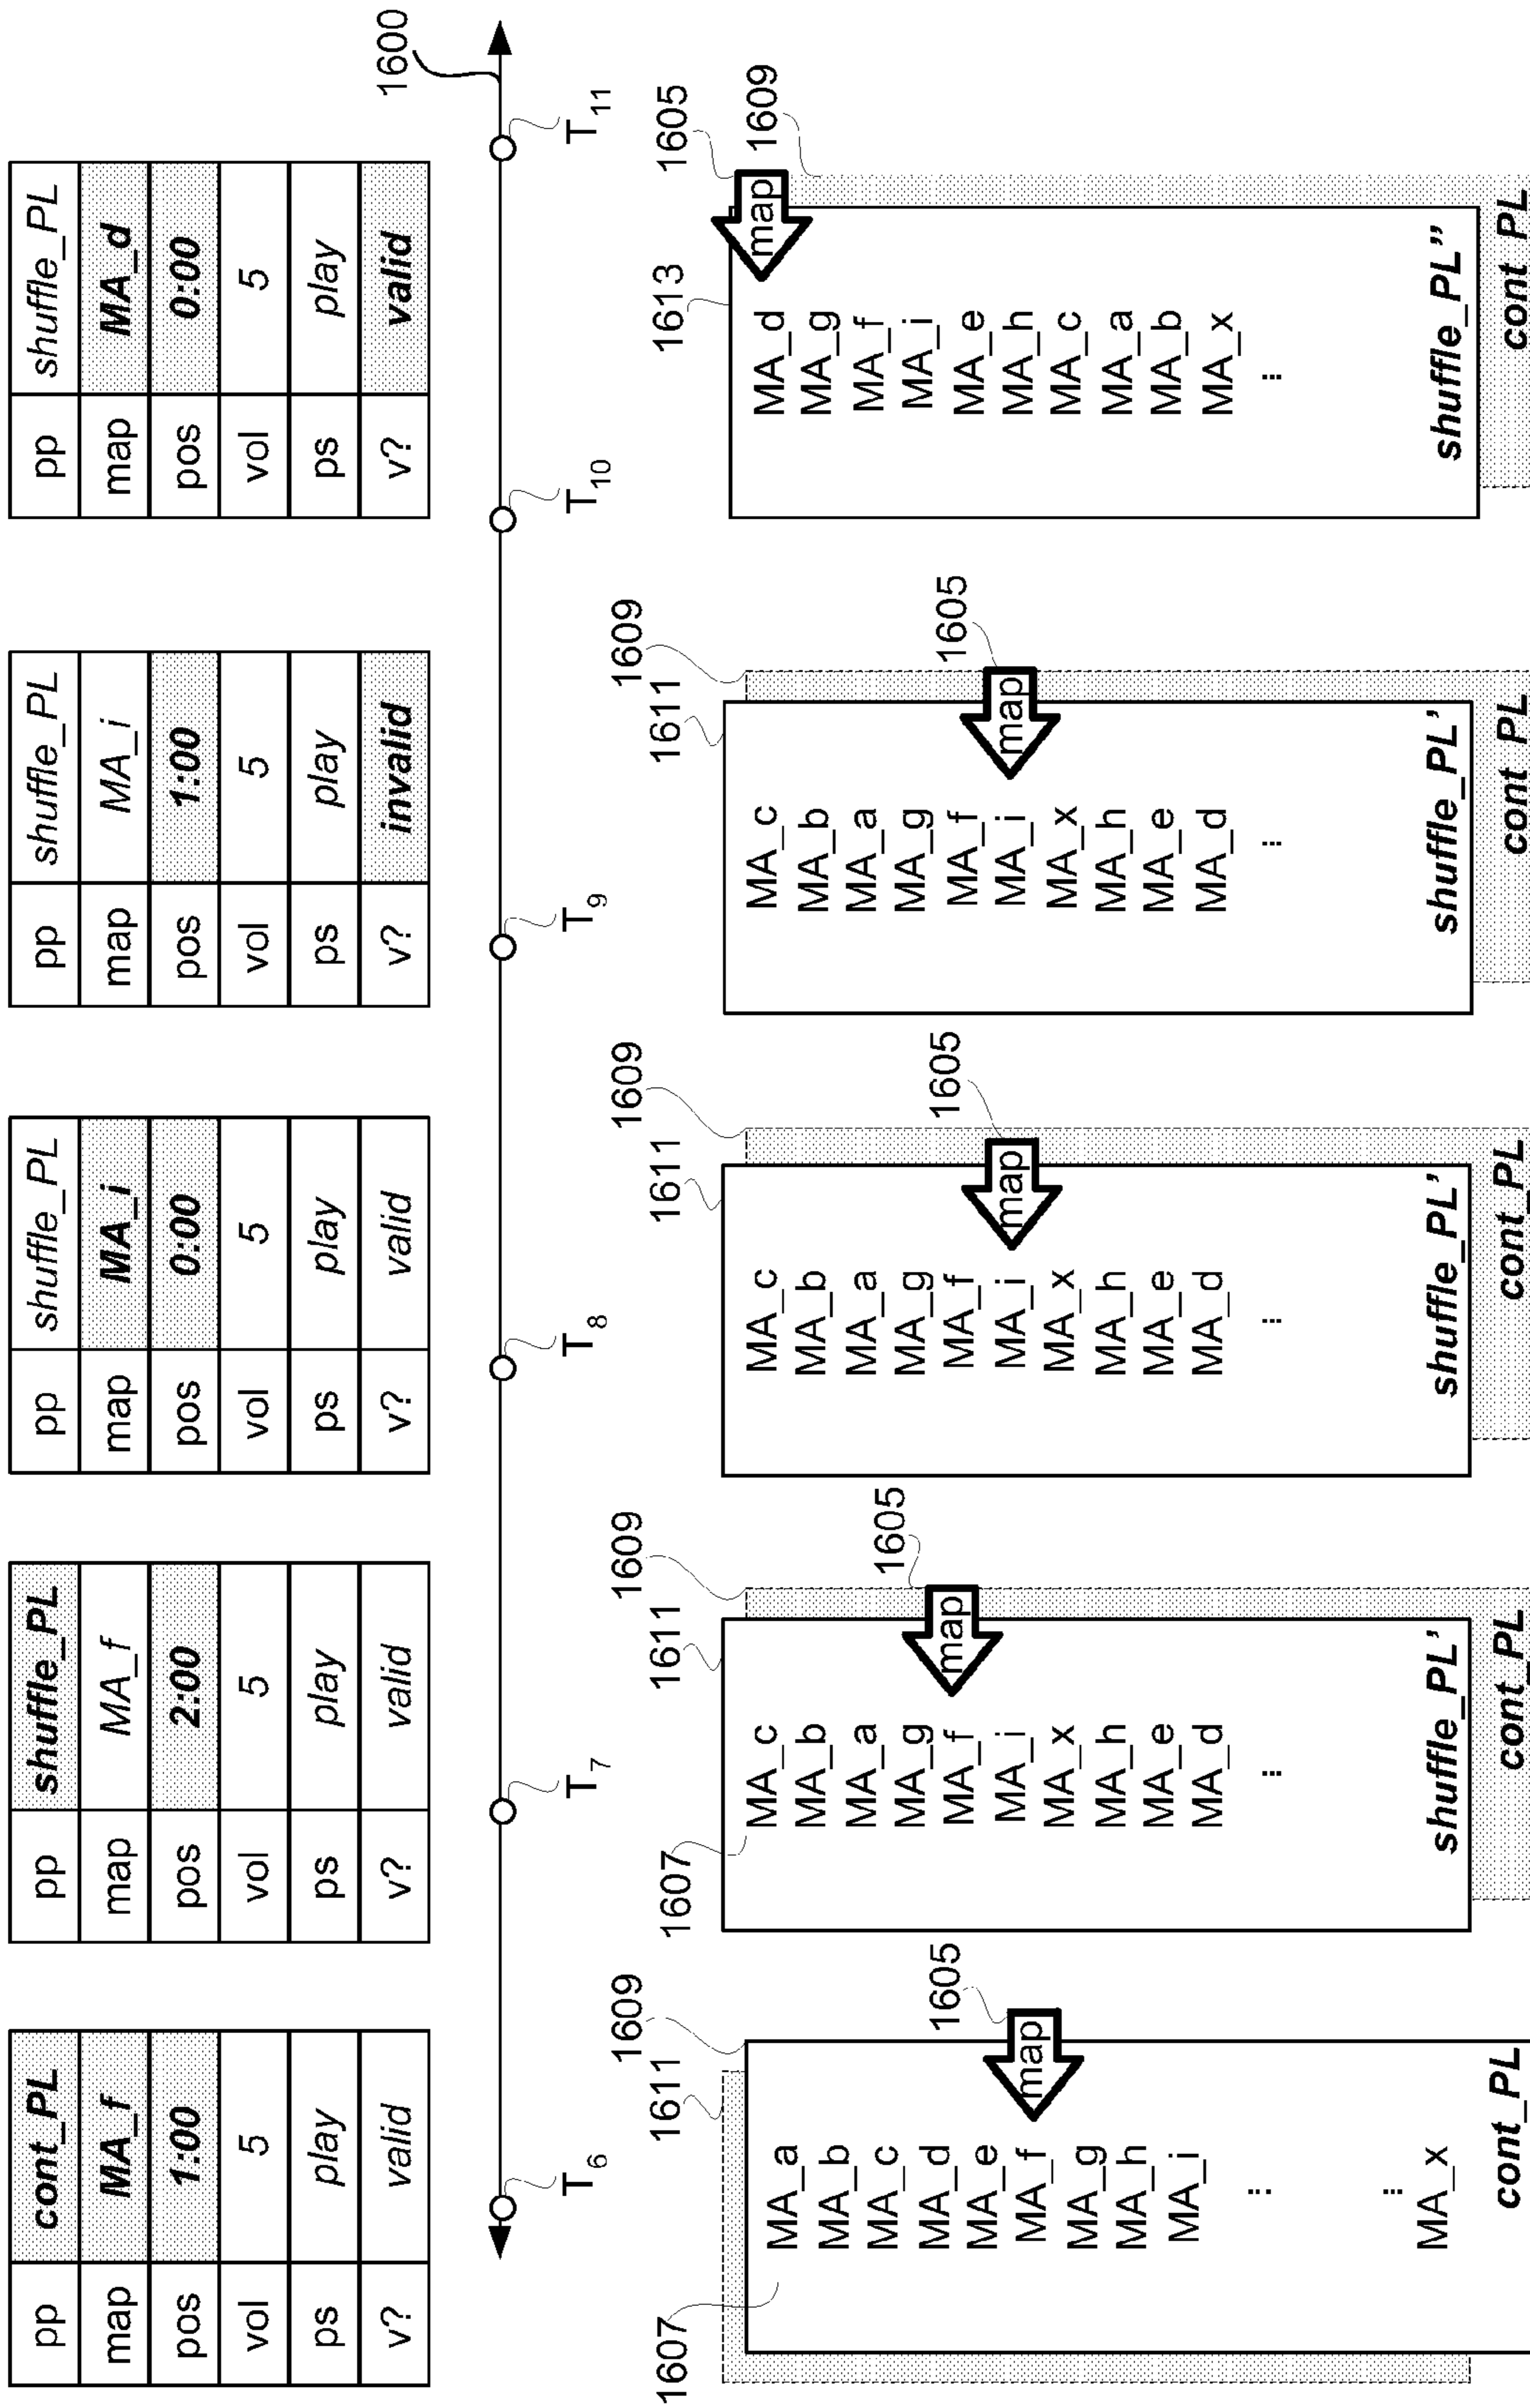 pp cont_PL
map MA_f
pos 1:00
vol 5
ps play
v? valid
pp shuffle_PL
map MA_f
pos 2:00
vol 5
ps play
v? valid
pp shuffle_PL
map MA_i
pos 0:00
vol 5
ps play
v? valid
pp shuffle_PL
map MA_i
pos 1:00
vol 5
ps play
v? invalid
pp shuffle_PL
map MA_d
pos 0:00
vol 5
ps play
v? valid
1600
T6
T7
T8
T9
T10
T11
1607
1611
1609
1605
map
MA_a
MA_b
MA_c
MA_d
MA_e
MA_f
MA_g
MA_h
MA_i
...
...
MA_x
cont_PL
1607
1611
1609
1605
map
MA_c
MA_b
MA_a
MA_g
MA_f
MA_i
MA_x
MA_h
MA_e
MA_d
...
shuffle_PL’
cont_PL
1611
1609
1605
map
MA_c
MA_b
MA_a
MA_g
MA_f
MA_i
MA_x
MA_h
MA_e
MA_d
...
shuffle_PL’
cont_PL
1611
1609
1605
map
MA_c
MA_b
MA_a
MA_g
MA_f
MA_i
MA_x
MA_h
MA_e
MA_d
...
shuffle_PL’
cont_PL
1613
1605
1609
map
MA_d
MA_g
MA_f
MA_i
MA_e
MA_h
MA_c
MA_a
MA_b
MA_x
...
shuffle_PL”
cont_PL